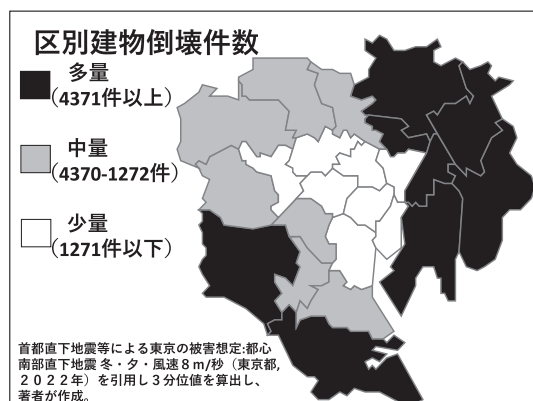 区別建物倒壊件数
多量
(4371件以上)
中量
(4370-1272件)
少量
(1271件以下)
首都直下地震等による東京の被害想定:都心
南部直下地震 冬・夕・風速８ｍ/秒（東京都,
２０２２年）を引用し３分位値を算出し、
著者が作成。